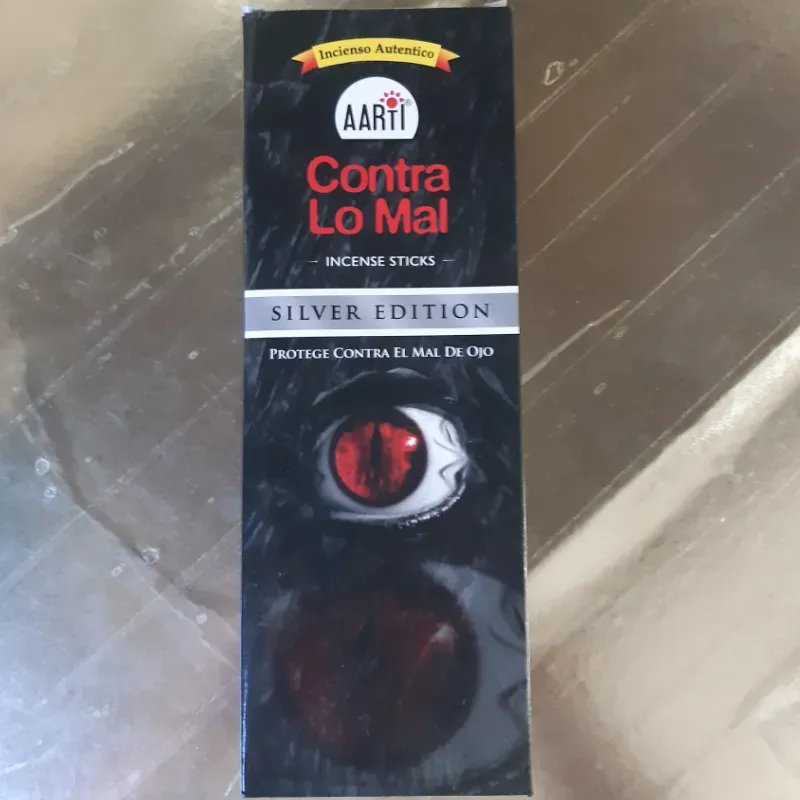 Incienso Autentico
AARTI®
Contra
Lo Mal
INCENSE STICKS
SILVER EDITION
PROTEGE CONTRA EL MAL DE OJO